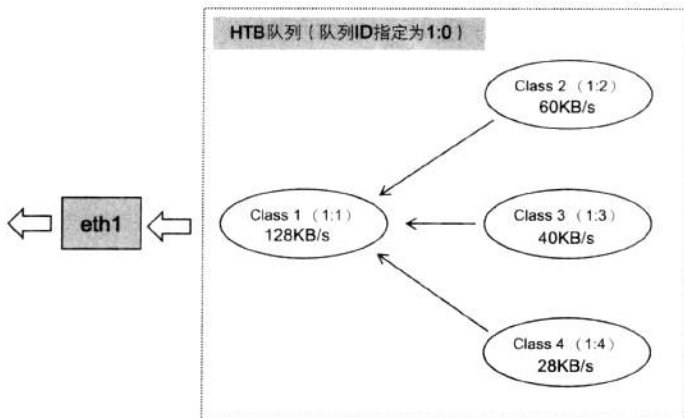 HTB队列（队列ID指定为1:0）
Class 2 （1:2）
60KB/s
eth1
Class 1 （1:1）
128KB/s
Class 3 （1:3）
40KB/s
Class 4 （1:4）
28KB/s